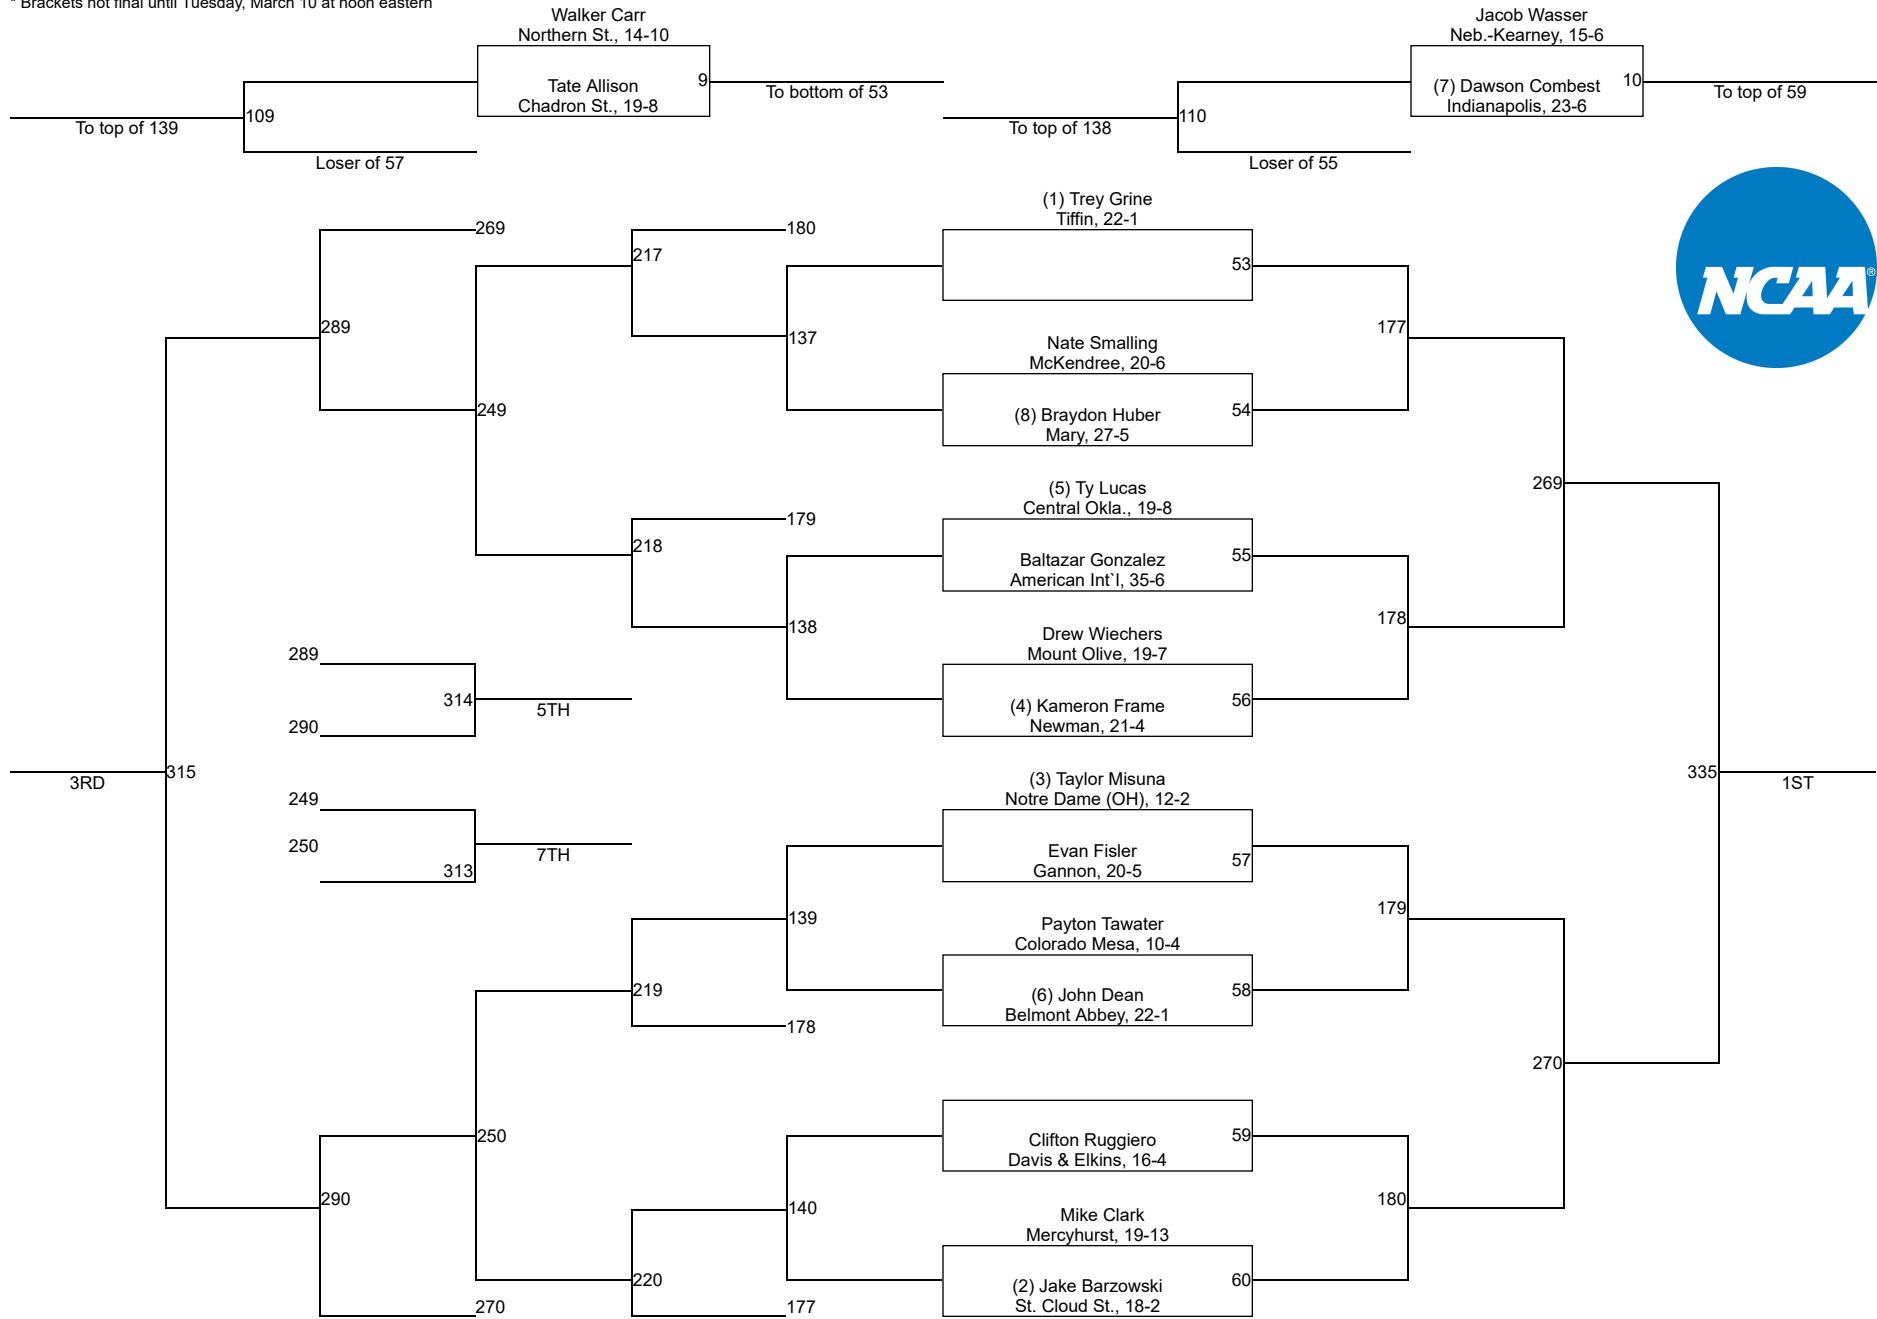 * Brackets not final until Tuesday, March 10 at noon eastern
Walker Carr
Northern St., 14-10
Tate Allison
Chadron St., 19-8
9
To bottom of 53
109
To top of 139
Loser of 57
Jacob Wasser
Neb.-Kearney, 15-6
(7) Dawson Combest
Indianapolis, 23-6
10
To top of 59
110
To top of 138
Loser of 55
NCAA®
(1) Trey Grine
Tiffin, 22-1
53
Nate Smalling
McKendree, 20-6
(8) Braydon Huber
Mary, 27-5
54
(5) Ty Lucas
Central Okla., 19-8
Baltazar Gonzalez
American Int`l, 35-6
55
Drew Wiechers
Mount Olive, 19-7
(4) Kameron Frame
Newman, 21-4
56
(3) Taylor Misuna
Notre Dame (OH), 12-2
Evan Fisler
Gannon, 20-5
57
Payton Tawater
Colorado Mesa, 10-4
(6) John Dean
Belmont Abbey, 22-1
58
Clifton Ruggiero
Davis & Elkins, 16-4
59
Mike Clark
Mercyhurst, 19-13
(2) Jake Barzowski
St. Cloud St., 18-2
60
177
178
179
180
269
270
335
1ST
269
217
180
137
289
249
179
218
138
289
314
5TH
290
315
3RD
249
250
313
7TH
139
219
178
250
290
140
220
270
177